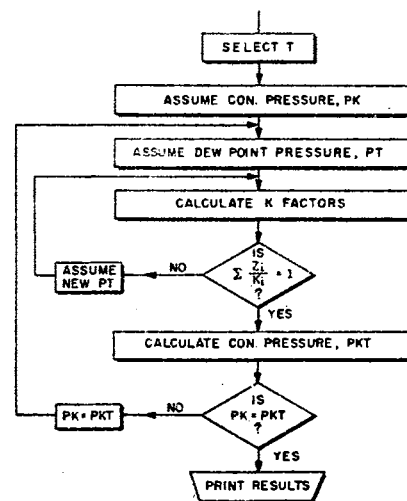 SELECT T
ASSUME CON. PRESSURE, PK
ASSUME DEW POINT PRESSURE, PT
CALCULATE K FACTORS
IS
Σ Zi/Ki = 1
?
NO
ASSUME
NEW PT
YES
CALCULATE CON. PRESSURE, PKT
IS
PK = PKT
?
NO
PK = PKT
YES
PRINT RESULTS